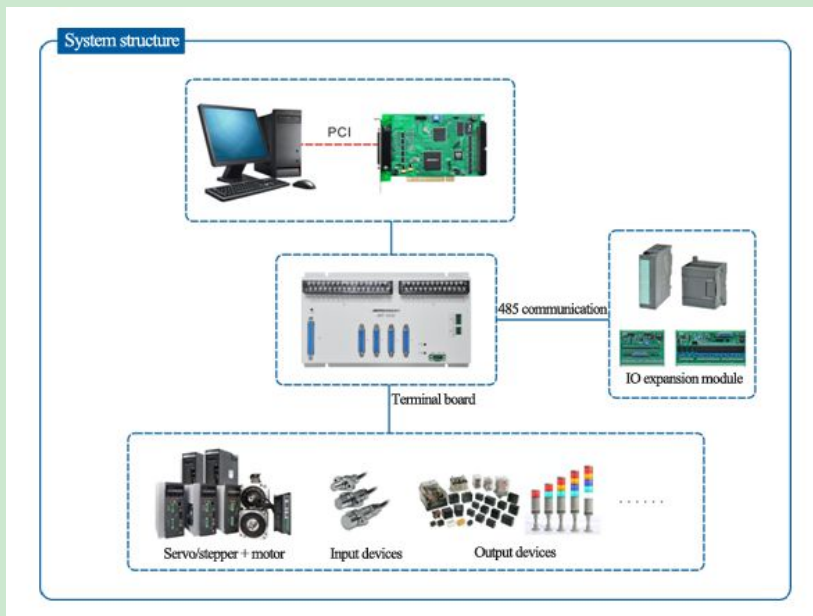 System structure
PCI
485 communication
IO expansion module
Terminal board
Servo/stepper + motor
Input devices
Output devices
......